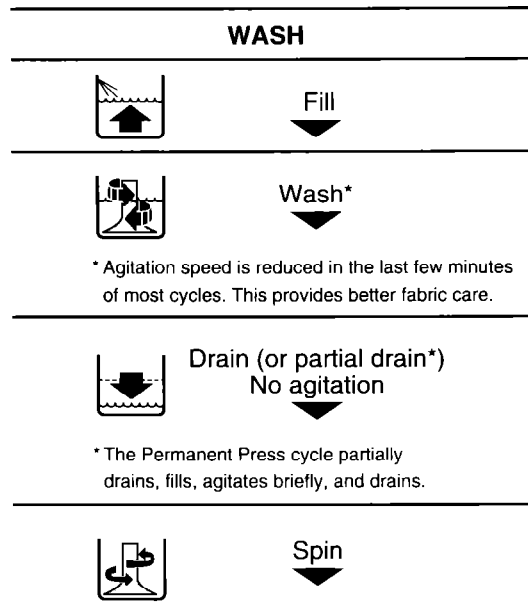 WASH
Fill
Wash*
* Agitation speed is reduced in the last few minutes
of most cycles. This provides better fabric care.
Drain (or partial drain*)
No agitation
* The Permanent Press cycle partially
drains, fills, agitates briefly, and drains.
Spin